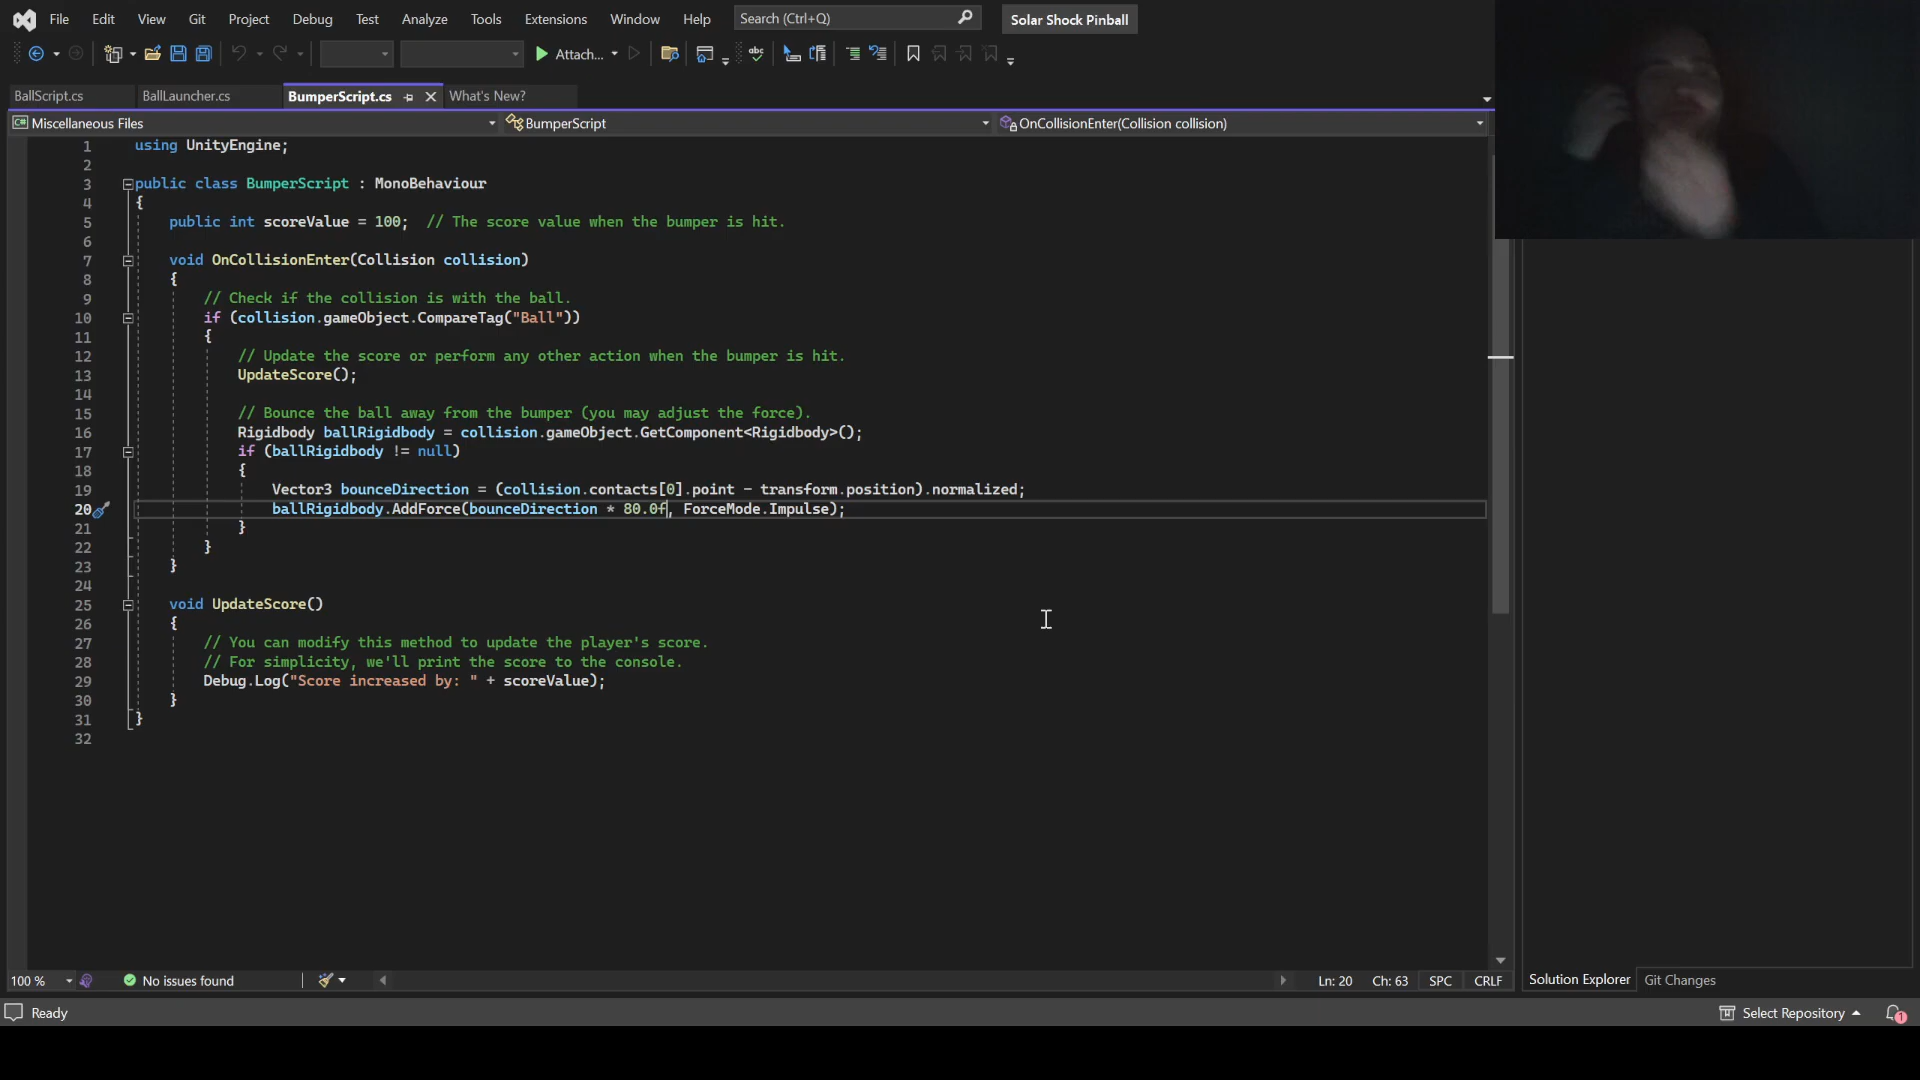 File Edit View Git Project Debug Test Analyze Tools Extensions Window Help Search (Ctrl+Q) Solar Shock Pinball
Attach...
BallScript.cs BallLauncher.cs BumperScript.cs What's New?
Miscellaneous Files BumperScript OnCollisionEnter(Collision collision)
1 using UnityEngine;
2
3 public class BumperScript : MonoBehaviour
4 {
5 public int scoreValue = 100; // The score value when the bumper is hit.
6
7 void OnCollisionEnter(Collision collision)
8 {
9 // Check if the collision is with the ball.
10 if (collision.gameObject.CompareTag("Ball"))
11 {
12 // Update the score or perform any other action when the bumper is hit.
13 UpdateScore();
14
15 // Bounce the ball away from the bumper (you may adjust the force).
16 Rigidbody ballRigidbody = collision.gameObject.GetComponent<Rigidbody>();
17 if (ballRigidbody != null)
18 {
19 Vector3 bounceDirection = (collision.contacts[0].point - transform.position).normalized;
20 ballRigidbody.AddForce(bounceDirection * 80.0f, ForceMode.Impulse);
21 }
22 }
23 }
24
25 void UpdateScore()
26 {
27 // You can modify this method to update the player's score.
28 // For simplicity, we'll print the score to the console.
29 Debug.Log("Score increased by: " + scoreValue);
30 }
31 }
32
100 % No issues found Ln: 20 Ch: 63 SPC CRLF Solution Explorer Git Changes
Ready Select Repository 1